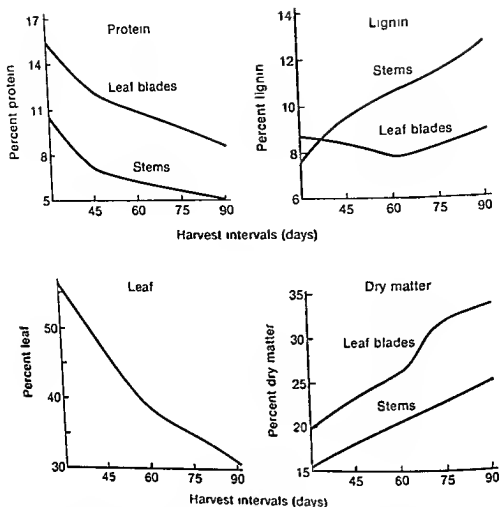 Protein
Percent protein
17
14
11
8
5
Leaf blades
Stems
45 60 75 90
Harvest intervals (days)
Lignin
Percent lignin
14
12
10
8
6
Stems
Leaf blades
45 60 75 90
Harvest intervals (days)
Leaf
Percent leaf
50
40
30
45 60 75 90
Dry matter
Percent dry matter
35
30
25
20
15
Leaf blades
Stems
45 60 75 90
Harvest intervals (days)